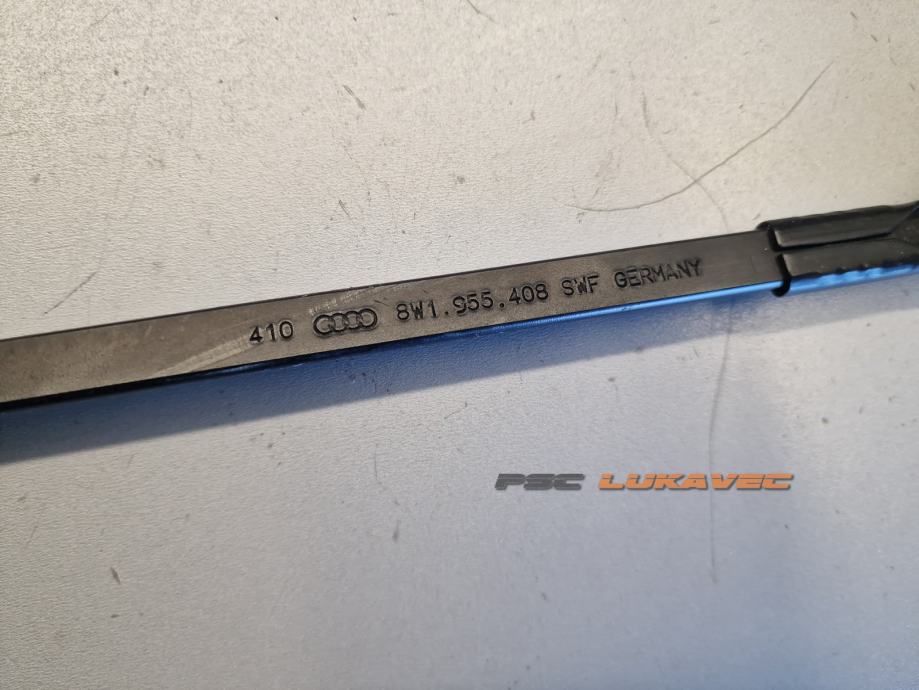 410 8W1.955.408 SWF GERMANY
PSC LUKAVEC